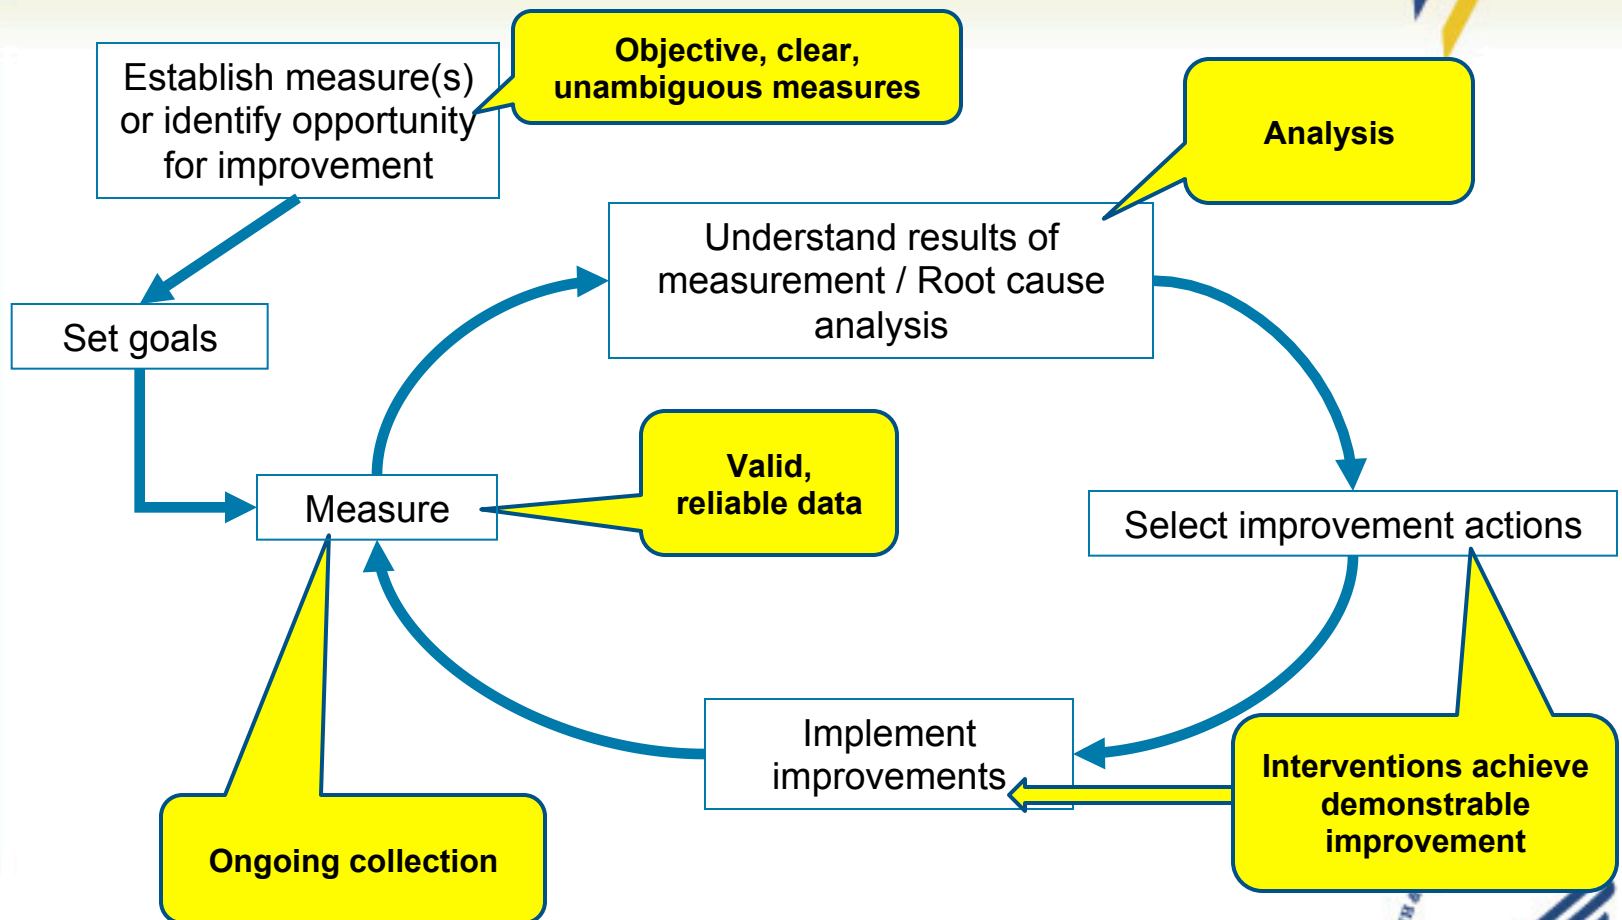 Establish measure(s)
or identify opportunity
for improvement
Objective, clear,
unambiguous measures
Analysis
Understand results of
measurement / Root cause
analysis
Set goals
Valid,
reliable data
Measure
Select improvement actions
Implement
improvements
Interventions achieve
demonstrable
improvement
Ongoing collection